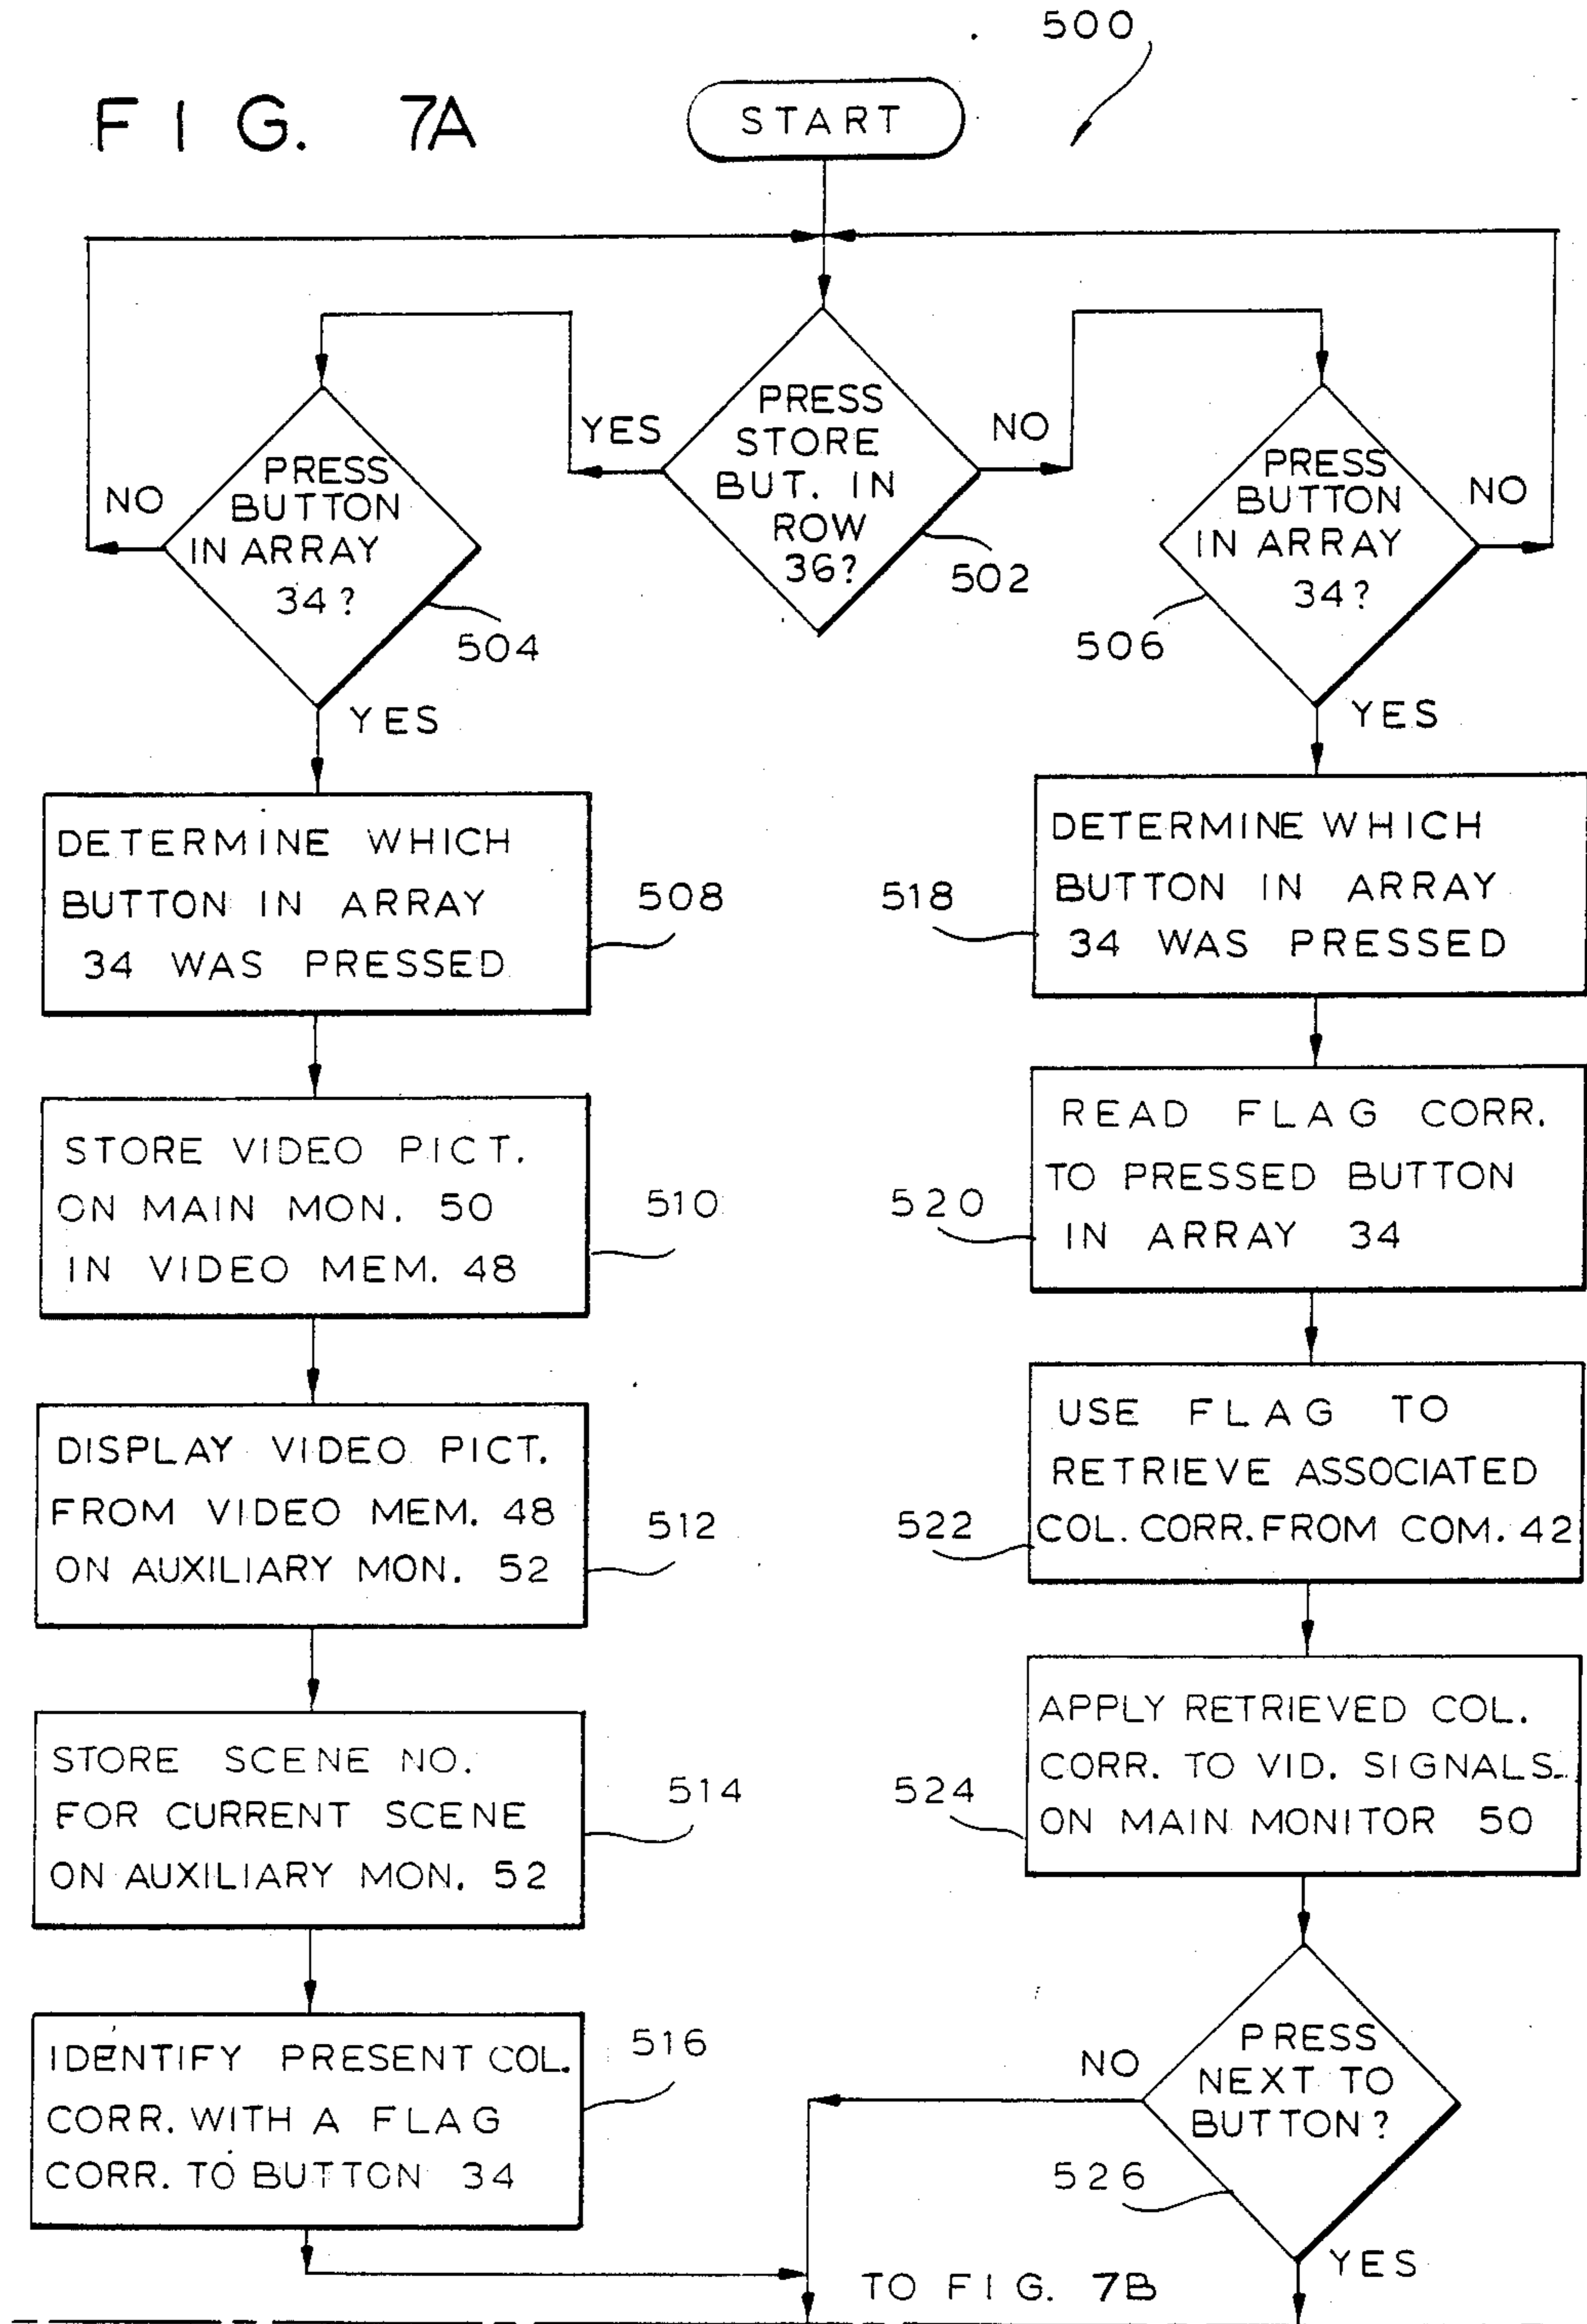 500
FIG. 7A
START
PRESS
STORE
BUT. IN
ROW
36?
YES
NO
502
PRESS
BUTTON
IN ARRAY
34?
NO
504
YES
PRESS
BUTTON
IN ARRAY
34?
NO
506
YES
DETERMINE WHICH
BUTTON IN ARRAY
34 WAS PRESSED
508
STORE VIDEO PICT.
ON MAIN MON. 50
IN VIDEO MEM. 48
510
DISPLAY VIDEO PICT.
FROM VIDEO MEM. 48
ON AUXILIARY MON. 52
512
STORE SCENE NO.
FOR CURRENT SCENE
ON AUXILIARY MON. 52
514
IDENTIFY PRESENT COL.
CORR. WITH A FLAG
CORR. TO BUTTON 34
516
DETERMINE WHICH
BUTTON IN ARRAY
34 WAS PRESSED
518
READ FLAG CORR.
TO PRESSED BUTTON
IN ARRAY 34
520
USE FLAG TO
RETRIEVE ASSOCIATED
COL. CORR. FROM COM. 42
522
APPLY RETRIEVED COL.
CORR. TO VID. SIGNALS
ON MAIN MONITOR 50
524
PRESS
NEXT TO
BUTTON?
NO
526
YES
TO FIG. 7B